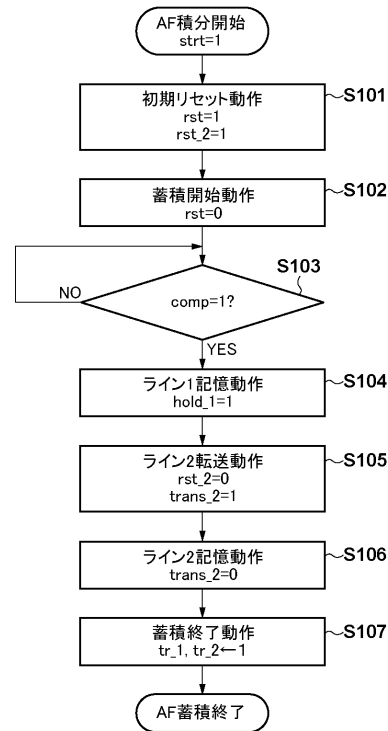 AF積分開始
strt=1
初期リセット動作
rst=1
rst_2=1
S101
蓄積開始動作
rst=0
S102
S103
comp=1?
NO
YES
ライン1記憶動作
hold_1=1
S104
ライン2転送動作
rst_2=0
trans_2=1
S105
ライン2記憶動作
trans_2=0
S106
蓄積終了動作
tr_1, tr_2←1
S107
AF蓄積終了